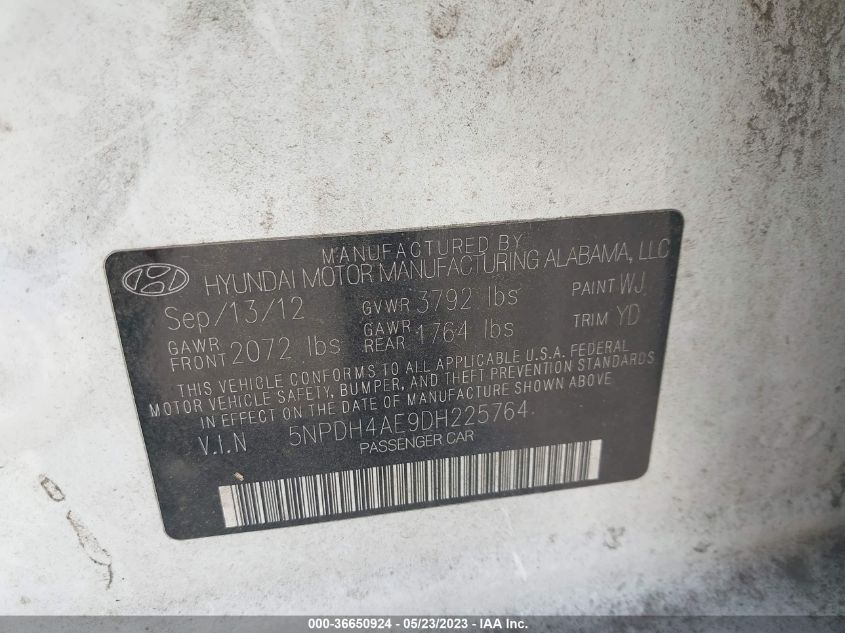 MANUFACTURED BY
HYUNDAI MOTOR MANUFACTURING ALABAMA, LLC
Sep/13/12 GVWR 3792 lbs PAINT WJ
GAWR FRONT 2072 lbs GAWR REAR 1764 lbs TRIM YD
THIS VEHICLE CONFORMS TO ALL APPLICABLE U.S.A. FEDERAL
MOTOR VEHICLE SAFETY, BUMPER, AND THEFT PREVENTION STANDARDS
IN EFFECT ON THE DATE OF MANUFACTURE SHOWN ABOVE
V.I.N 5NPDH4AE9DH225764
PASSENGER CAR
000-36650924 - 05/23/2023 - IAA Inc.